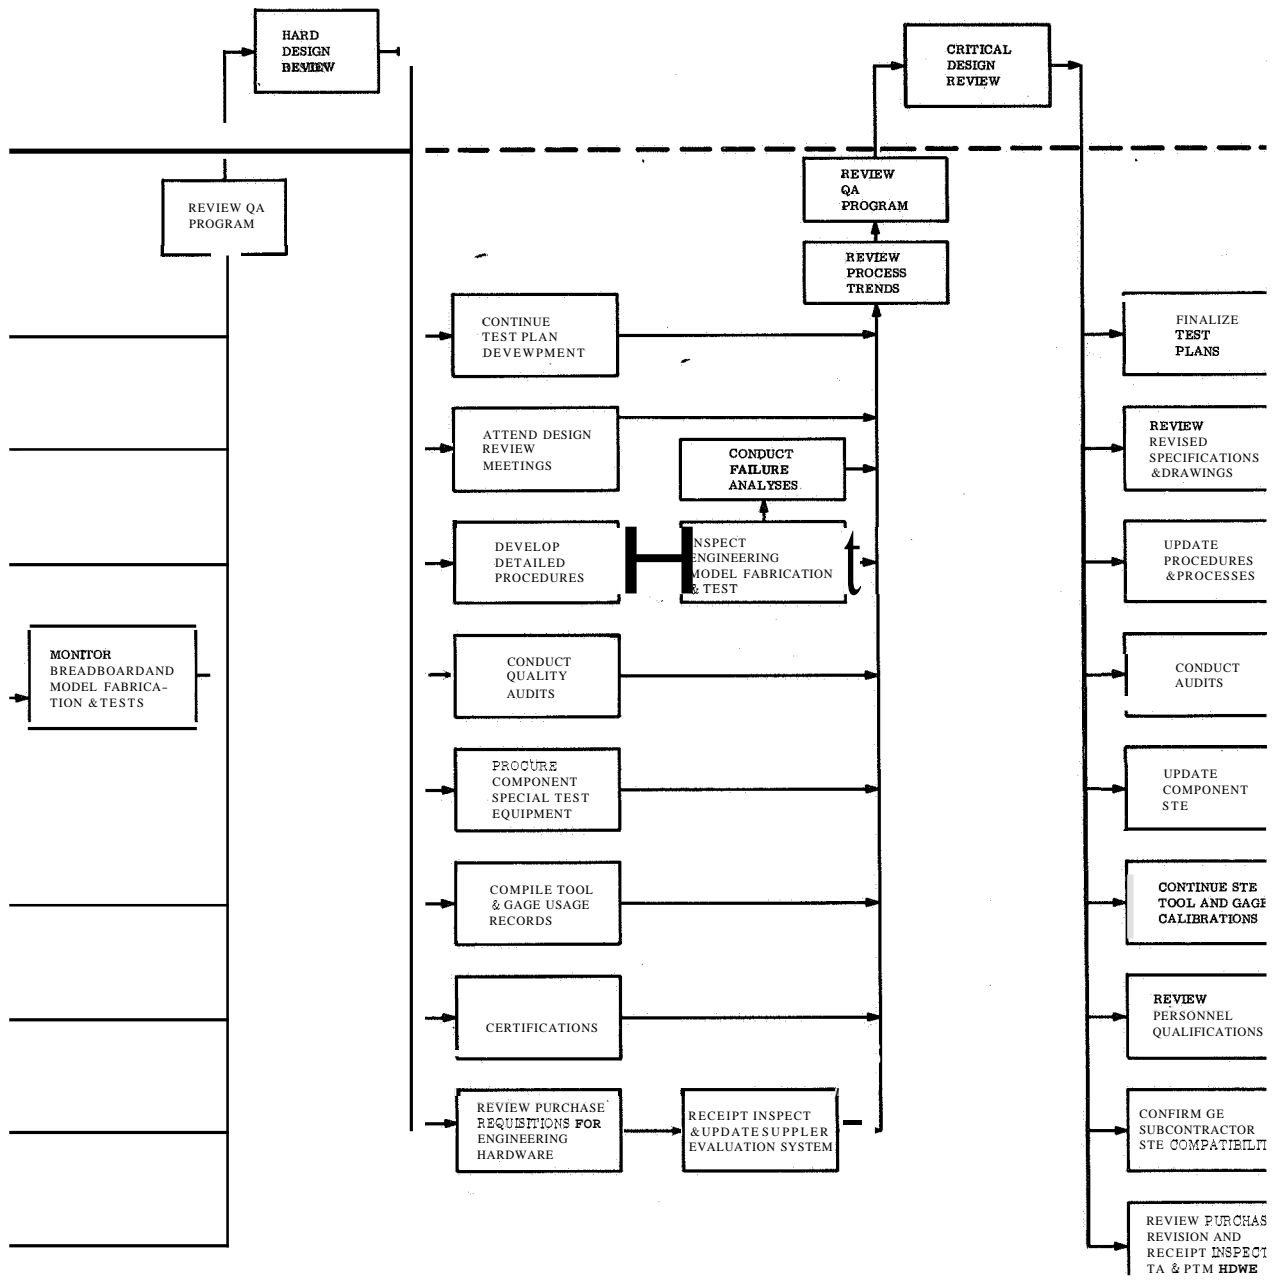 HARD
DESIGN
REVIEW
CRITICAL
DESIGN
REVIEW
REVIEW QA
PROGRAM
REVIEW
QA
PROGRAM
REVIEW
PROCESS
TRENDS
CONTINUE
TEST PLAN
DEVEWPMENT
FINALIZE
TEST
PLANS
ATTEND DESIGN
REVIEW
MEETINGS
CONDUCT
FAILURE
ANALYSES
REVIEW
REVISED
SPECIFICATIONS
&DRAWINGS
DEVELOP
DETAILED
PROCEDURES
NSPECT
ENGINEERING
MODEL FABRICATION
& TEST
UPDATE
PROCEDURES
&PROCESSES
MONITOR
BREADBOARDAND
MODEL FABRICA-
TION &TESTS
CONDUCT
QUALITY
AUDITS
CONDUCT
AUDITS
PROCURE
COMPONENT
SPECIAL TEST
EQUIPMENT
UPDATE
COMPONENT
STE
COMPILE TOOL
& GAGE USAGE
RECORDS
CONTINUE STE
TOOL AND GAGE
CALIBRATIONS
CERTIFICATIONS
REVIEW
PERSONNEL
QUALIFICATIONS
REVIEW PURCHASE
REQUISITIONS FOR
ENGINEERING
HARDWARE
RECEIPT INSPECT
&UPDATE SUPPLER
EVALUATION SYSTEM
CONFIRM GE
SUBCONTRACTOR
STE COMPATIBILIT
REVIEW PURCHAS
REVISION AND
RECEIPT INSPECT
TA & PTM HDWE